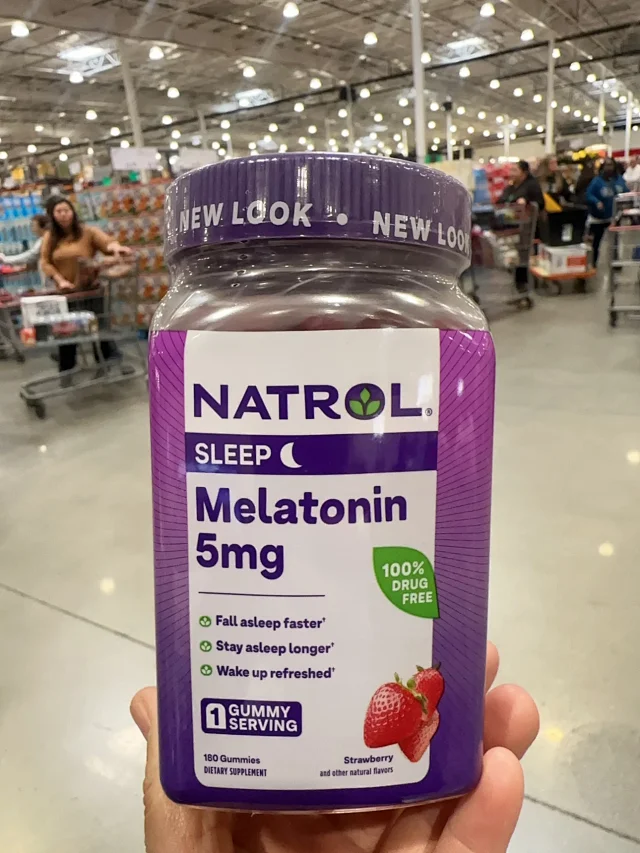 NEW LOOK • NEW LOOK
NATROL®
SLEEP
Melatonin
5mg
100%
DRUG
FREE
Fall asleep faster†
Stay asleep longer†
Wake up refreshed†
1 GUMMY
SERVING
180 Gummies
DIETARY SUPPLEMENT
Strawberry
and other natural flavors